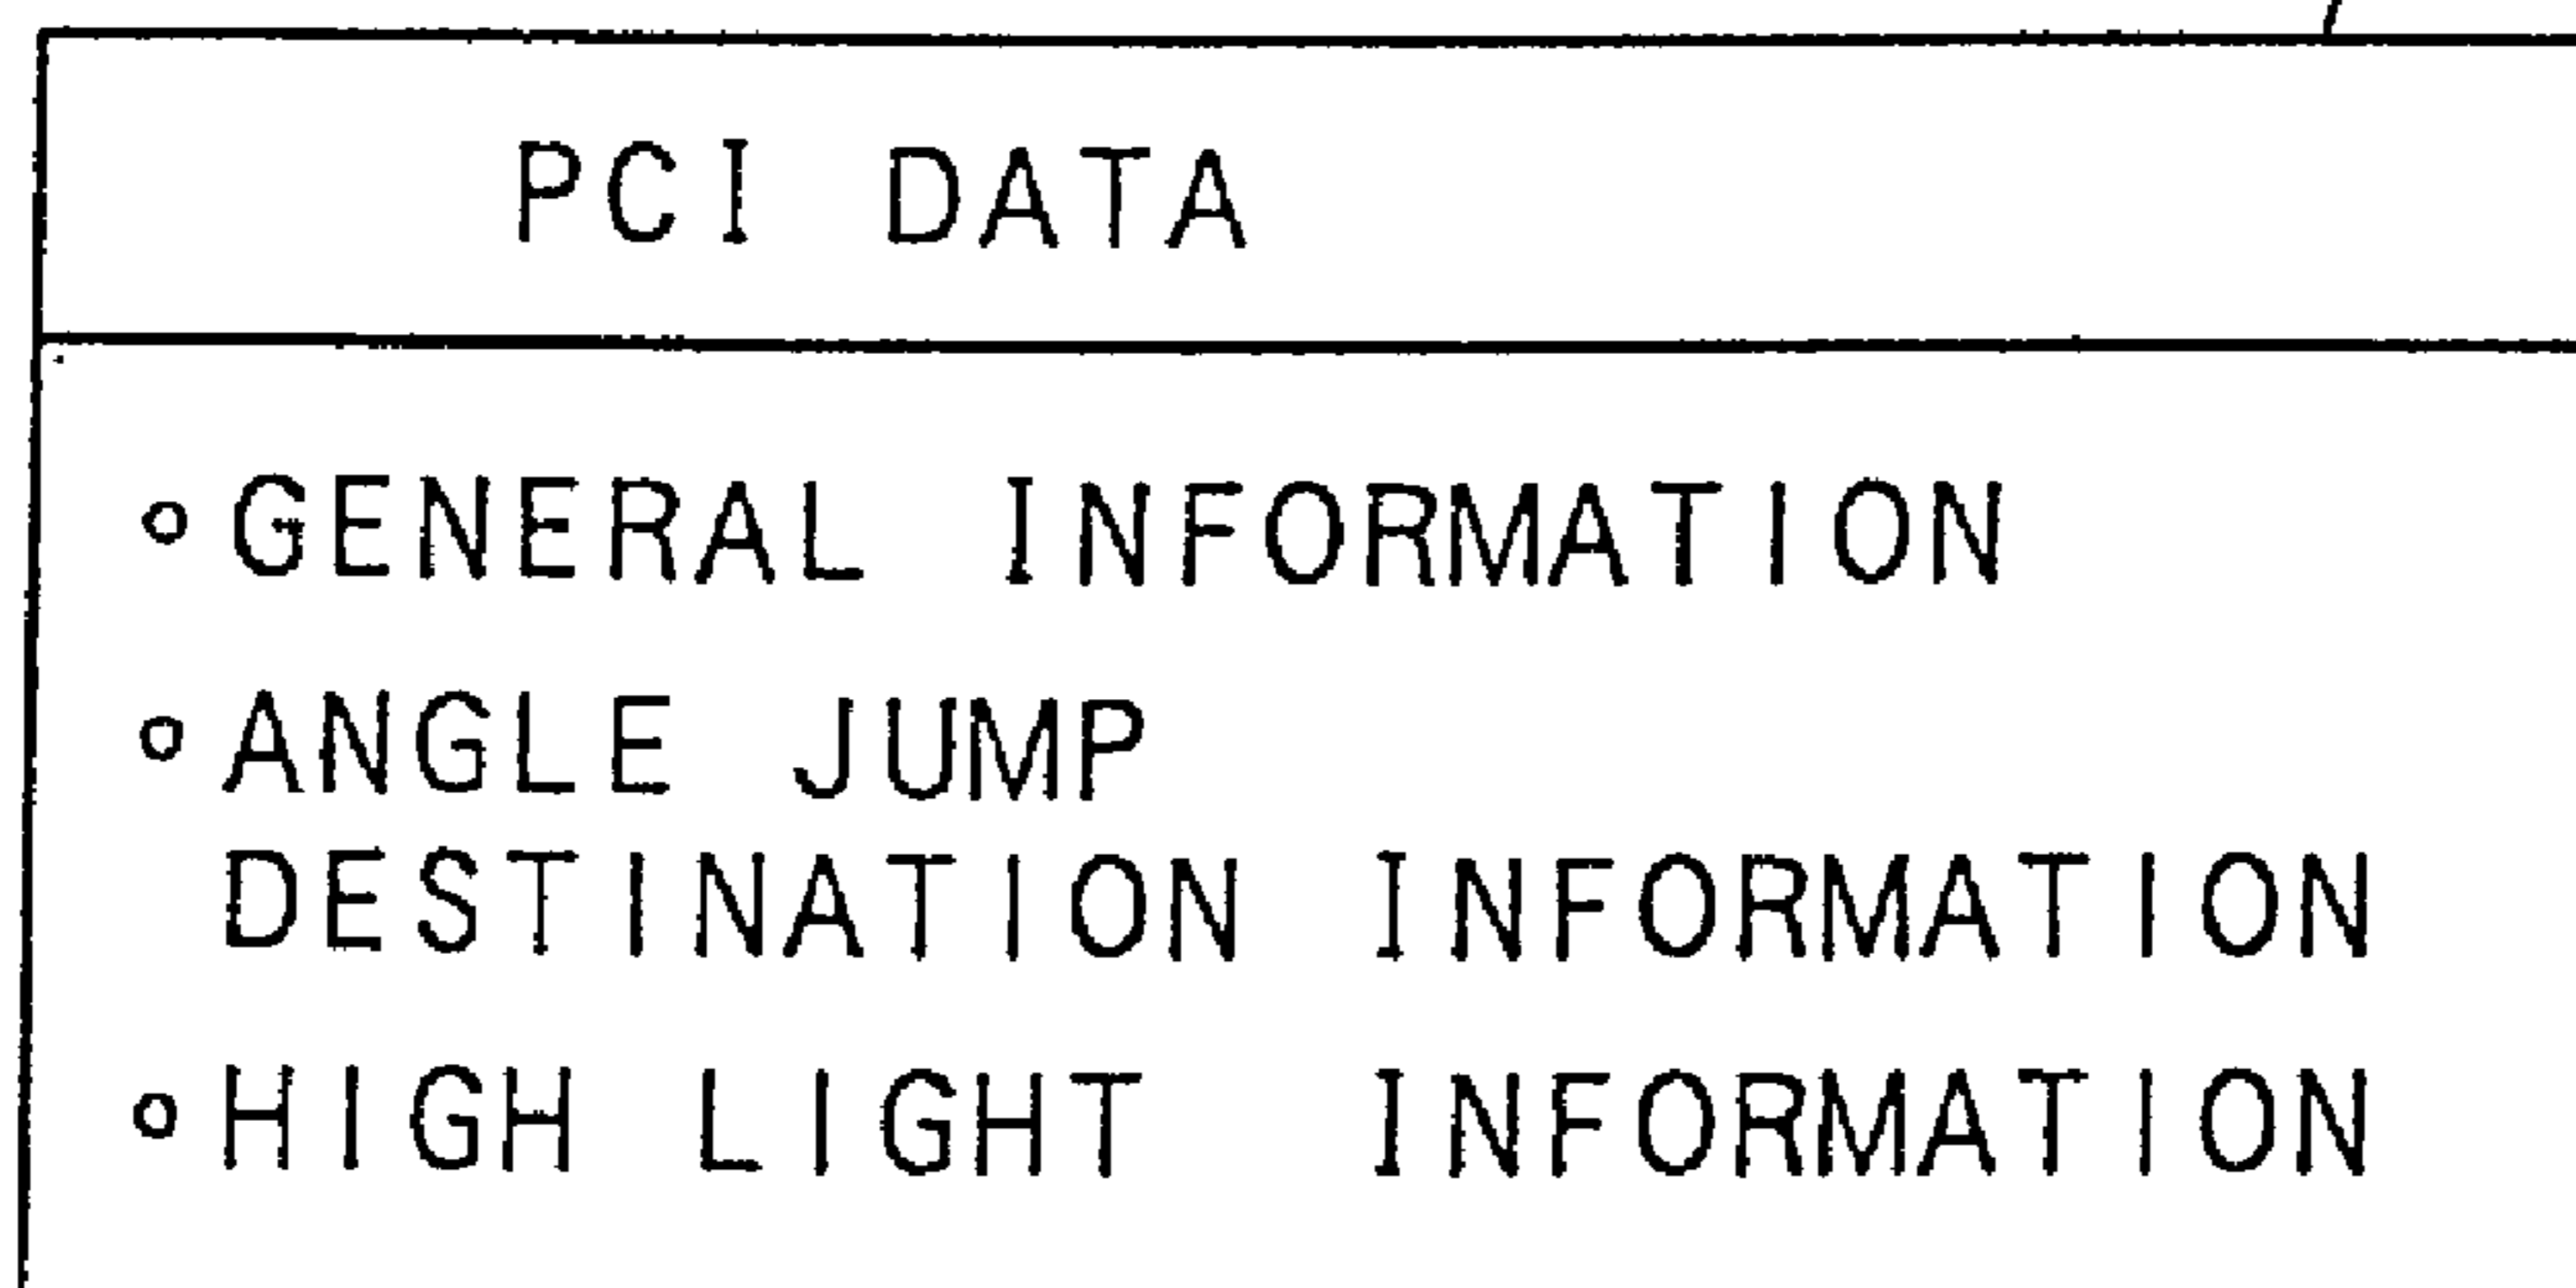 PCI DATA
○GENERAL INFORMATION
○ANGLE JUMP
DESTINATION INFORMATION
○HIGH LIGHT INFORMATION